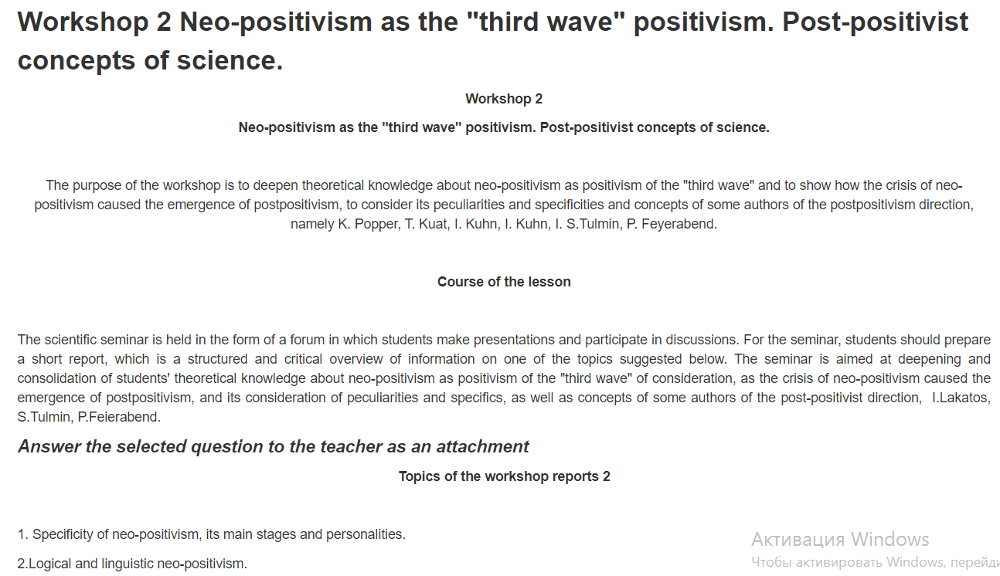 Workshop 2 Neo-positivism as the "third wave" positivism. Post-positivist
concepts of science.
Workshop 2
Neo-positivism as the "third wave" positivism. Post-positivist concepts of science.
The purpose of the workshop is to deepen theoretical knowledge about neo-positivism as positivism of the "third wave" and to show how the crisis of neo-
positivism caused the emergence of postpositivism, to consider its peculiarities and specificities and concepts of some authors of the postpositivism direction,
namely K. Popper, T. Kuat, I. Kuhn, I. Kuhn, I. S.Tulmin, P. Feyerabend.
Course of the lesson
The scientific seminar is held in the form of a forum in which students make presentations and participate in discussions. For the seminar, students should prepare
a short report, which is a structured and critical overview of information on one of the topics suggested below. The seminar is aimed at deepening and
consolidation of students' theoretical knowledge about neo-positivism as positivism of the "third wave" of consideration, as the crisis of neo-positivism caused the
emergence of postpositivism, and its consideration of peculiarities and specifics, as well as concepts of some authors of the post-positivist direction, I.Lakatos,
S.Tulmin, P.Feierabend.
Answer the selected question to the teacher as an attachment
Topics of the workshop reports 2
1. Specificity of neo-positivism, its main stages and personalities.
2.Logical and linguistic neo-positivism.
Активация Windows
Чтобы активировать Windows,